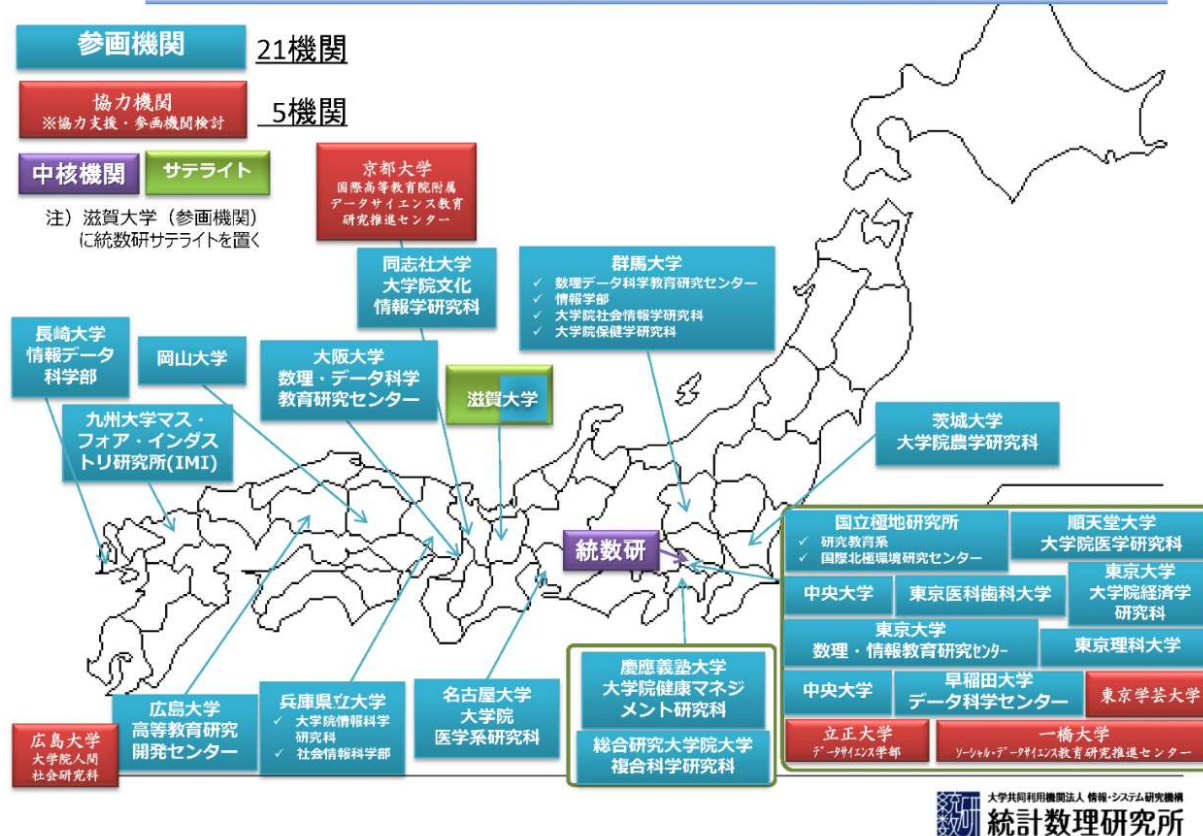 参画機関
21機関
協力機関
※協力支援・参画機関検討
5機関
中核機関
サテライト
注）滋賀大学（参画機関）
に統数研サテライトを置く
京都大学
国際高等教育院附属
データサイエンス教育
研究推進センター
同志社大学
大学院文化
情報学研究科
群馬大学
✓ 数理データ科学教育研究センター
✓ 情報学部
✓ 大学院社会情報学研究科
✓ 大学院保健学研究科
長崎大学
情報データ
科学部
岡山大学
大阪大学
数理・データ科学
教育研究センター
滋賀大学
九州大学マス・
フォア・インダス
トリ研究所(IMI)
茨城大学
大学院農学研究科
統数研
国立極地研究所
✓ 研究教育系
✓ 国際北極環境研究センター
順天堂大学
大学院医学研究科
中央大学
東京医科歯科大学
東京大学
大学院経済学
研究科
東京大学
数理・情報教育研究センター
東京理科大学
中央大学
早稲田大学
データ科学センター
東京学芸大学
立正大学
データサイエンス学部
一橋大学
ソーシャル・データサイエンス教育研究推進センター
慶應義塾大学
大学院健康マネジ
メント研究科
総合研究大学院大学
複合科学研究科
名古屋大学
大学院
医学系研究科
兵庫県立大学
✓ 大学院情報科学
研究科
✓ 社会情報科学部
広島大学
高等教育研究
開発センター
広島大学
大学院人間
社会研究科
統数研
大学共同利用機関法人 情報・システム研究機構
統計数理研究所